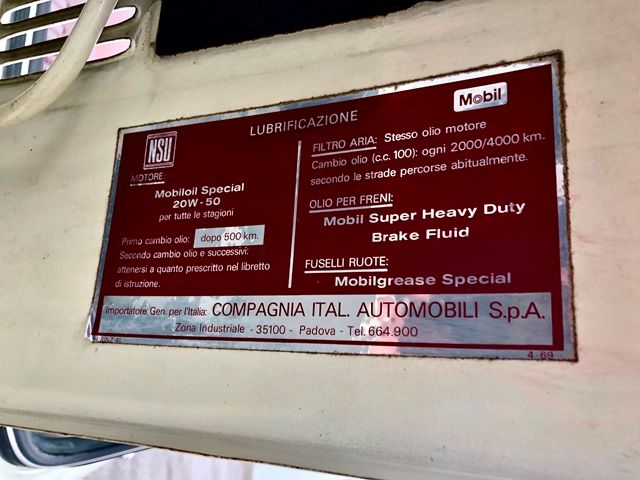 LUBRIFICAZIONE
Mobil
NSU
MOTORE:
Mobiloil Special
20W-50
per tutte le stagioni
Primo cambio olio: dopo 500 km.
Secondo cambio olio e successivi:
attenersi a quanto prescritto nel libretto
di istruzione.
FILTRO ARIA: Stesso olio motore
Cambio olio (c.c. 100): ogni 2000/4000 km.
secondo le strade percorse abitualmente.
OLIO PER FRENI:
Mobil Super Heavy Duty
Brake Fluid
FUSELLI RUOTE:
Mobilgrease Special
Importatore Gen. per l'Italia: COMPAGNIA ITAL. AUTOMOBILI S.p.A.
Zona Industriale - 35100 - Padova - Tel. 664.900
4.69